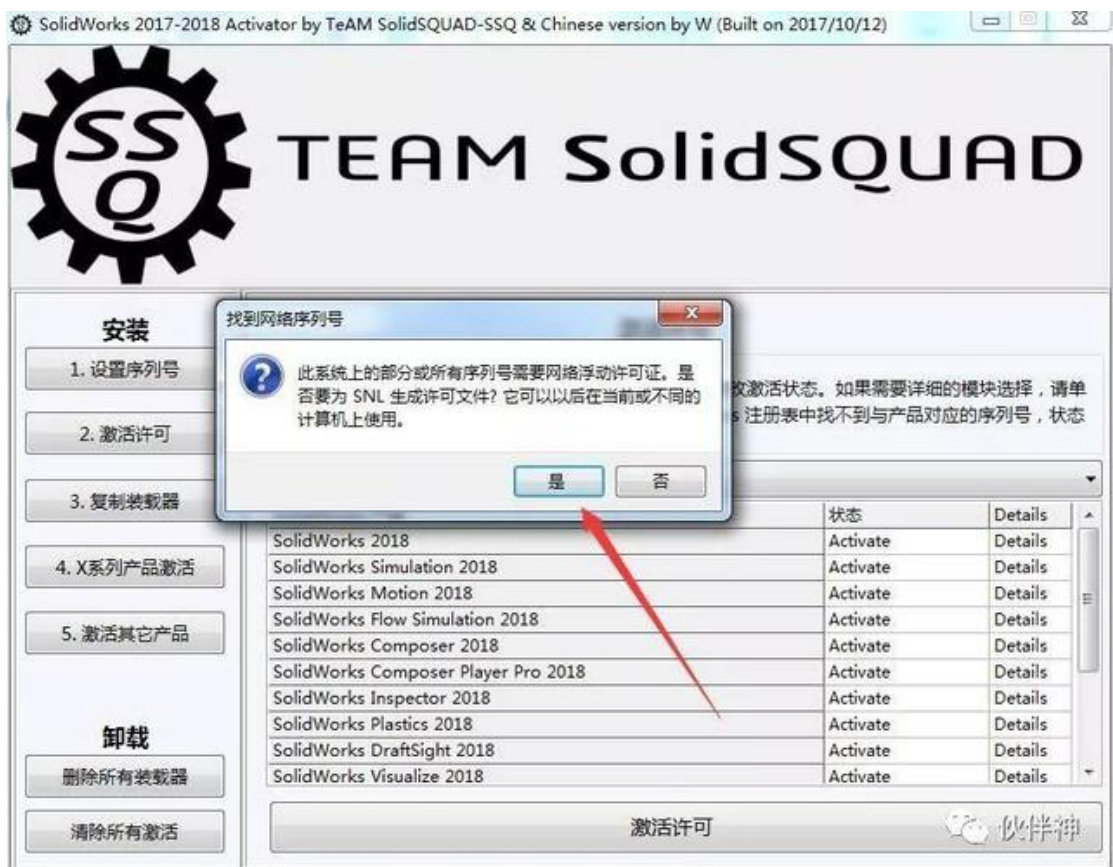 SolidWorks 2017-2018 Activator by TeAM SolidSQUAD-SSQ & Chinese version by W (Built on 2017/10/12)
SSQ
TEAM SolidSQUAD
安装
1. 设置序列号
2. 激活许可
3. 复制装载器
4. X系列产品激活
5. 激活其它产品
卸载
删除所有装载器
清除所有激活
找到网络序列号
此系统上的部分或所有序列号需要网络浮动许可证。是
否要为 SNL 生成许可文件? 它可以以后在当前或不同的
计算机上使用。
是 否
激活状态。如果需要详细的模块选择，请单
注册表中找不到与产品对应的序列号，状态
状态 Details
SolidWorks 2018 Activate Details
SolidWorks Simulation 2018 Activate Details
SolidWorks Motion 2018 Activate Details
SolidWorks Flow Simulation 2018 Activate Details
SolidWorks Composer 2018 Activate Details
SolidWorks Composer Player Pro 2018 Activate Details
SolidWorks Inspector 2018 Activate Details
SolidWorks Plastics 2018 Activate Details
SolidWorks DraftSight 2018 Activate Details
SolidWorks Visualize 2018 Activate Details
激活许可
伙伴神